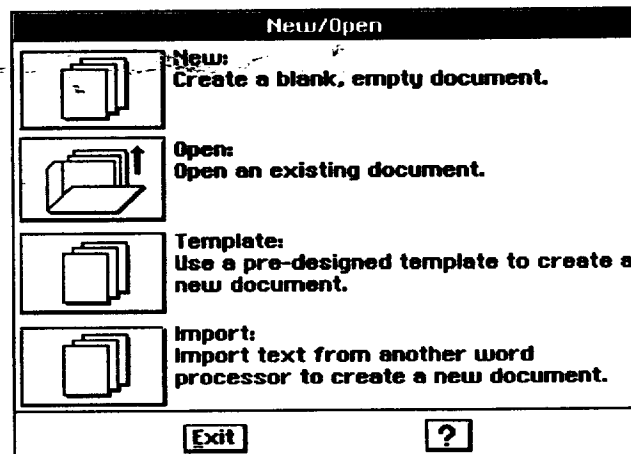 New/Open
New:
Create a blank, empty document.
Open:
Open an existing document.
Template:
Use a pre-designed template to create a
new document.
Import:
Import text from another word
processor to create a new document.
Exit
?